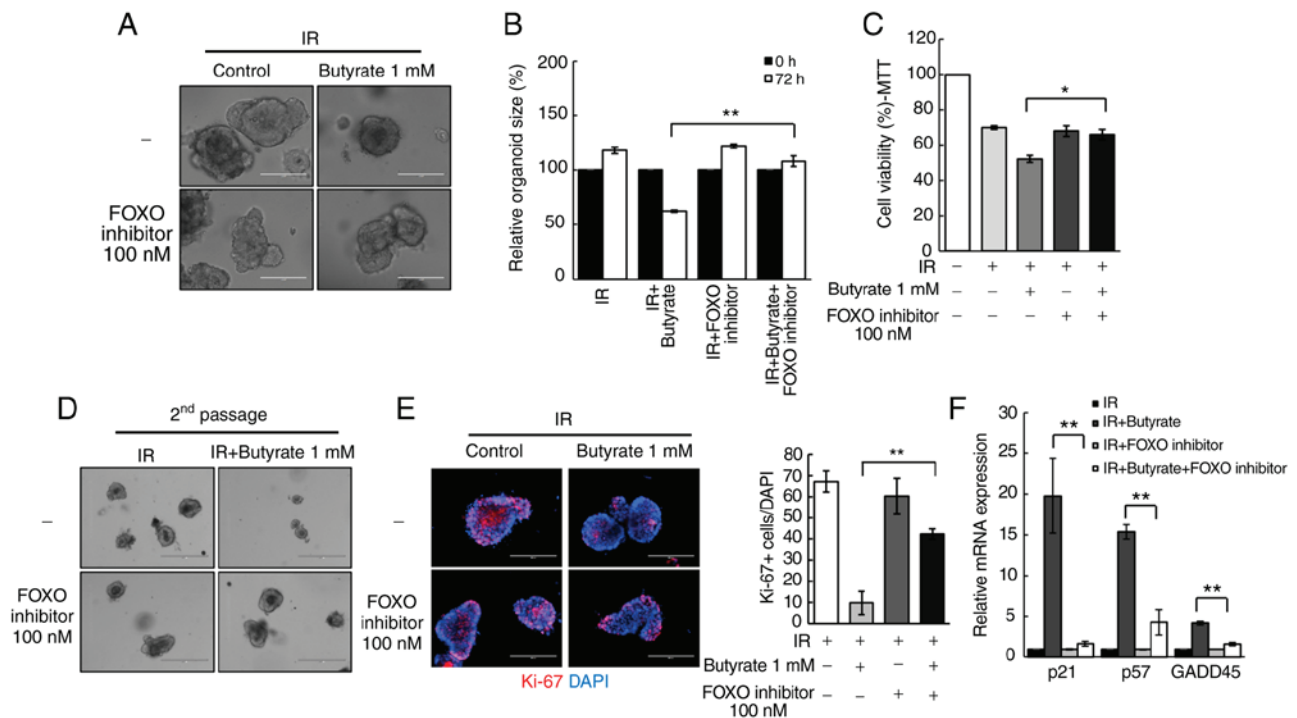 A
IR
Control Butyrate 1 mM
–
FOXO
inhibitor
100 nM
B
Relative organoid size (%)
200
150
100
50
0
0 h
72 h
**
IR
IR+
Butyrate
IR+FOXO
inhibitor
IR+Butyrate+
FOXO inhibitor
C
Cell viability (%)-MTT
120
100
80
60
40
20
0
*
IR – + + + +
Butyrate 1 mM – – + – +
FOXO inhibitor
100 nM – – – + +
D
2nd passage
IR IR+Butyrate 1 mM
–
FOXO
inhibitor
100 nM
E
IR
Control Butyrate 1 mM
–
FOXO
inhibitor
100 nM
Ki-67 DAPI
Ki-67+ cells/DAPI
80
70
60
50
40
30
20
10
0
**
IR + + + +
Butyrate 1 mM – + – +
FOXO inhibitor
100 nM – – + +
F
IR
IR+Butyrate
IR+FOXO inhibitor
IR+Butyrate+FOXO inhibitor
Relative mRNA expression
30
25
20
15
10
5
0
**
**
**
p21 p57 GADD45